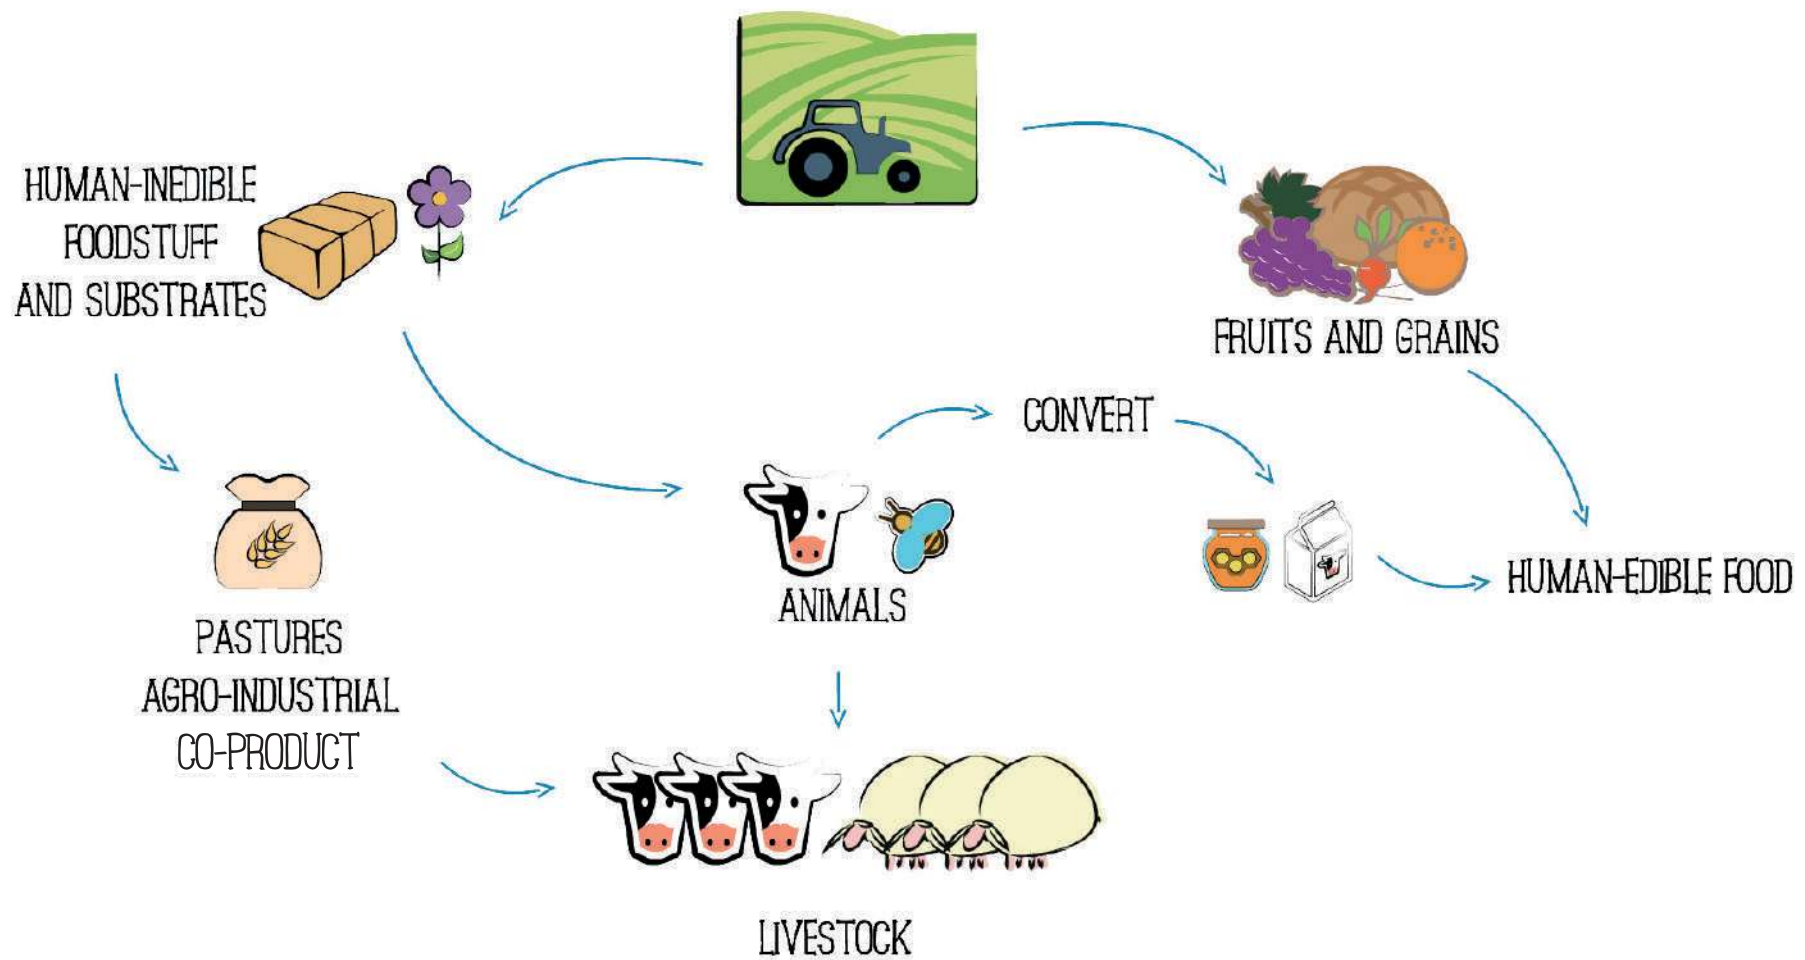 HUMAN-INEDIBLE
FOODSTUFF
AND SUBSTRATES
FRUITS AND GRAINS
CONVERT
HUMAN-EDIBLE FOOD
ANIMALS
PASTURES
AGRO-INDUSTRIAL
CO-PRODUCT
LIVESTOCK